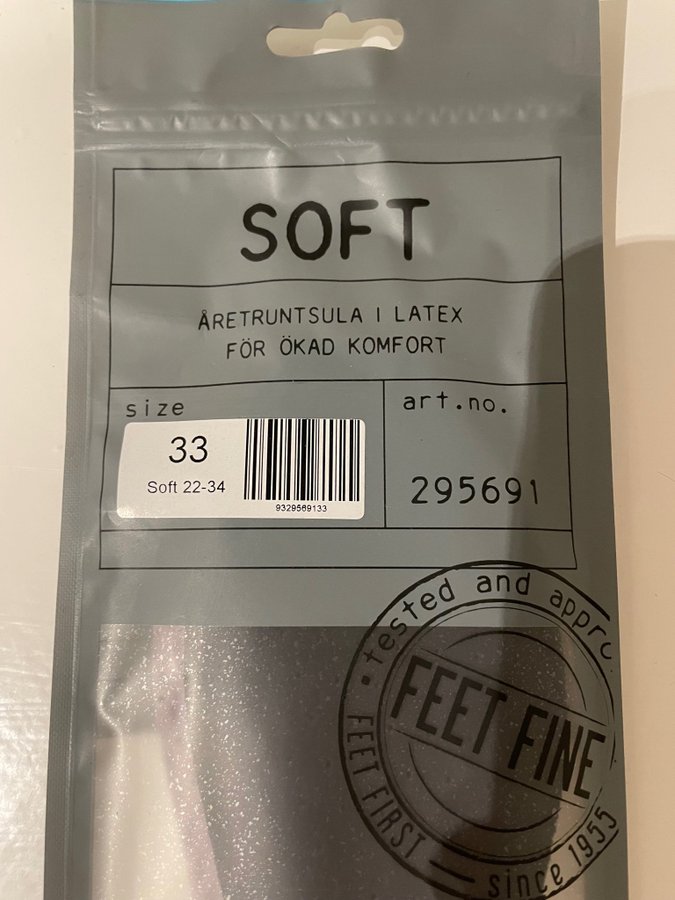 SOFT
ÅRETRUNTSULA I LATEX
FÖR ÖKAD KOMFORT
size
33
Soft 22-34
9329569133
art.no.
295691
• tested and appro
FEET FINE
FEET FIRST — since 1955